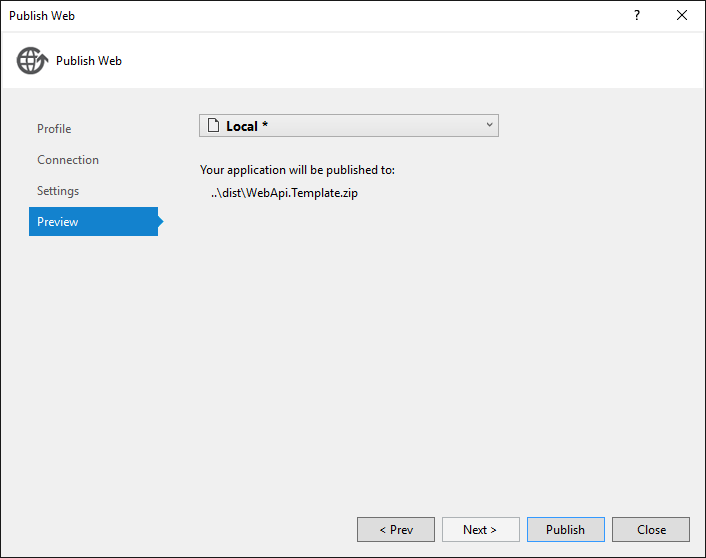 Publish Web
?
Publish Web
Profile
Connection
Settings
Preview
Local *
Your application will be published to:
..\dist\WebApi.Template.zip
< Prev
Next >
Publish
Close